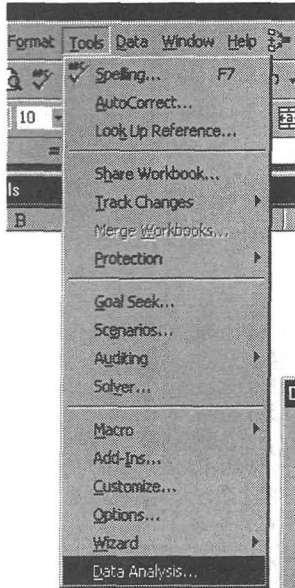 Format Tools Data Window Help
Spelling... F7
10
AutoCorrect...
Look Up Reference...
=
Share Workbook...
ls
Track Changes
B
Merge Workbooks...
Protection
Goal Seek...
Scenarios...
Auditing
Solver...
D
Macro
Add-Ins...
Customize...
Options...
Wizard
Data Analysis...